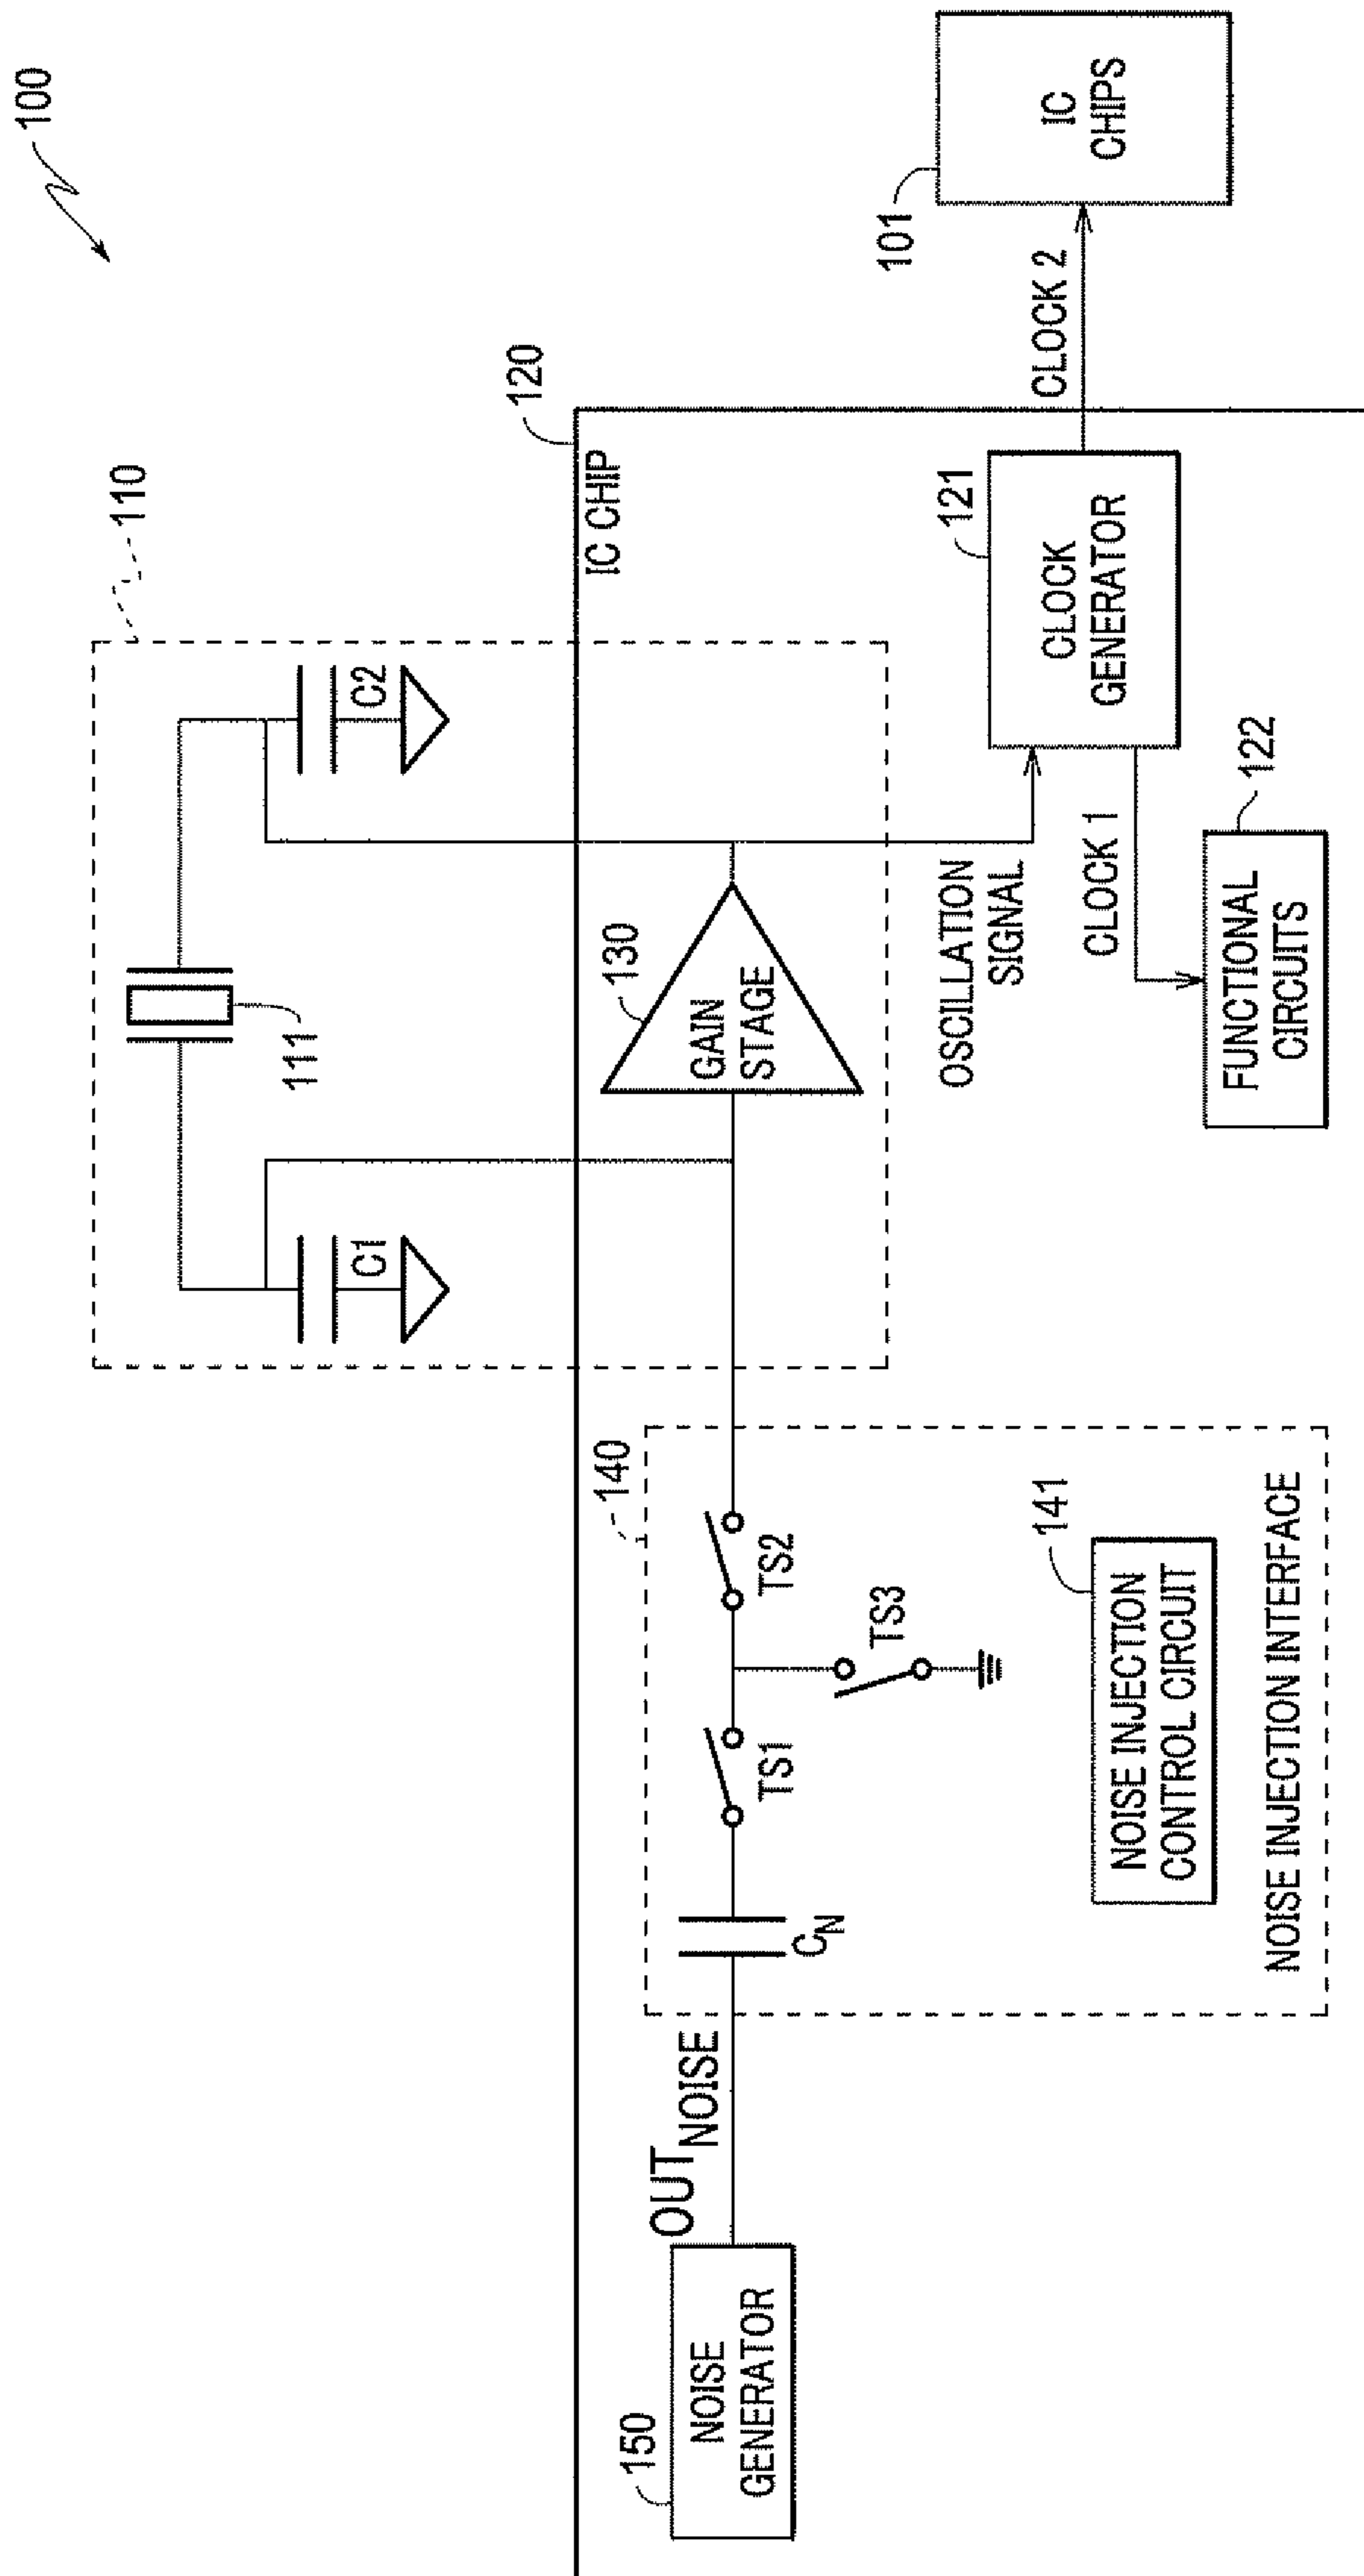 100
110
111
C1
C2
120
IC CHIP
130
GAIN
STAGE
150
NOISE
GENERATOR
OUT NOISE
140
C N
TS1
TS2
TS3
141
NOISE INJECTION
CONTROL CIRCUIT
NOISE INJECTION INTERFACE
OSCILLATION
SIGNAL
121
CLOCK
GENERATOR
CLOCK 1
122
FUNCTIONAL
CIRCUITS
CLOCK 2
101
IC
CHIPS